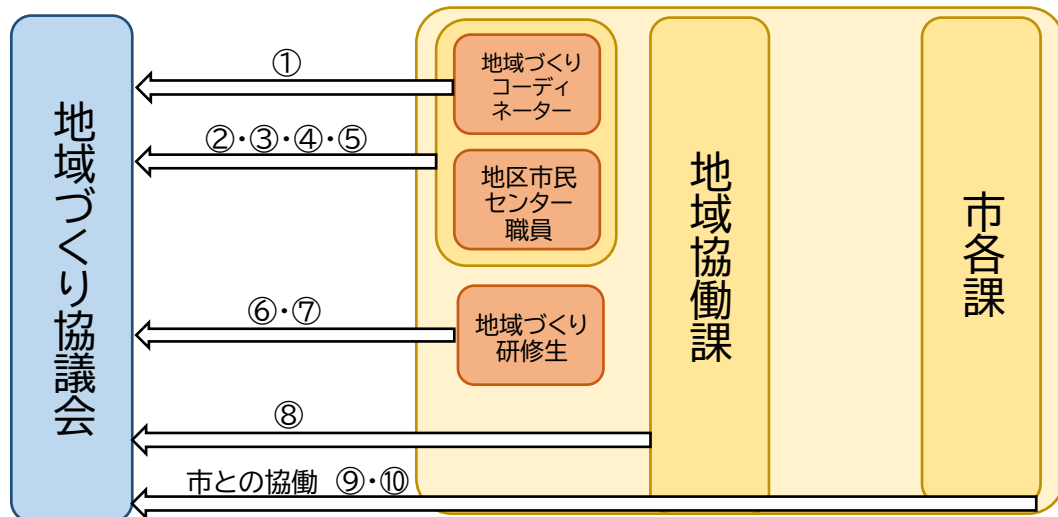 地域づくり協議会
①
②・③・④・⑤
⑥・⑦
⑧
市との協働 ⑨・⑩
地域づくり
コーディ
ネーター
地区市民
センター
職員
地域づくり
研修生
地域協働課
市各課